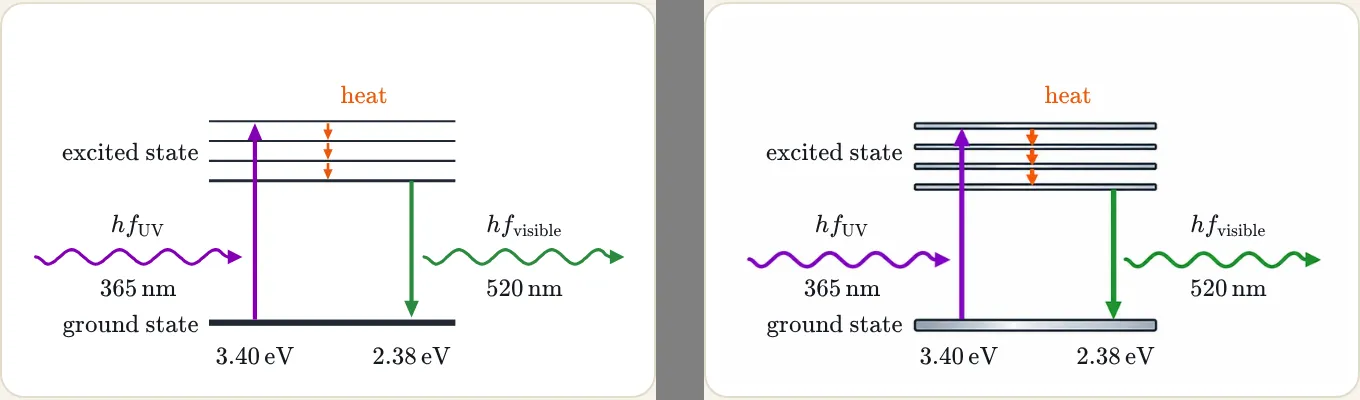 heat
excited state
hfUV
hfvisible
365 nm
520 nm
ground state
3.40 eV
2.38 eV
heat
excited state
hfUV
hfvisible
365 nm
520 nm
ground state
3.40 eV
2.38 eV